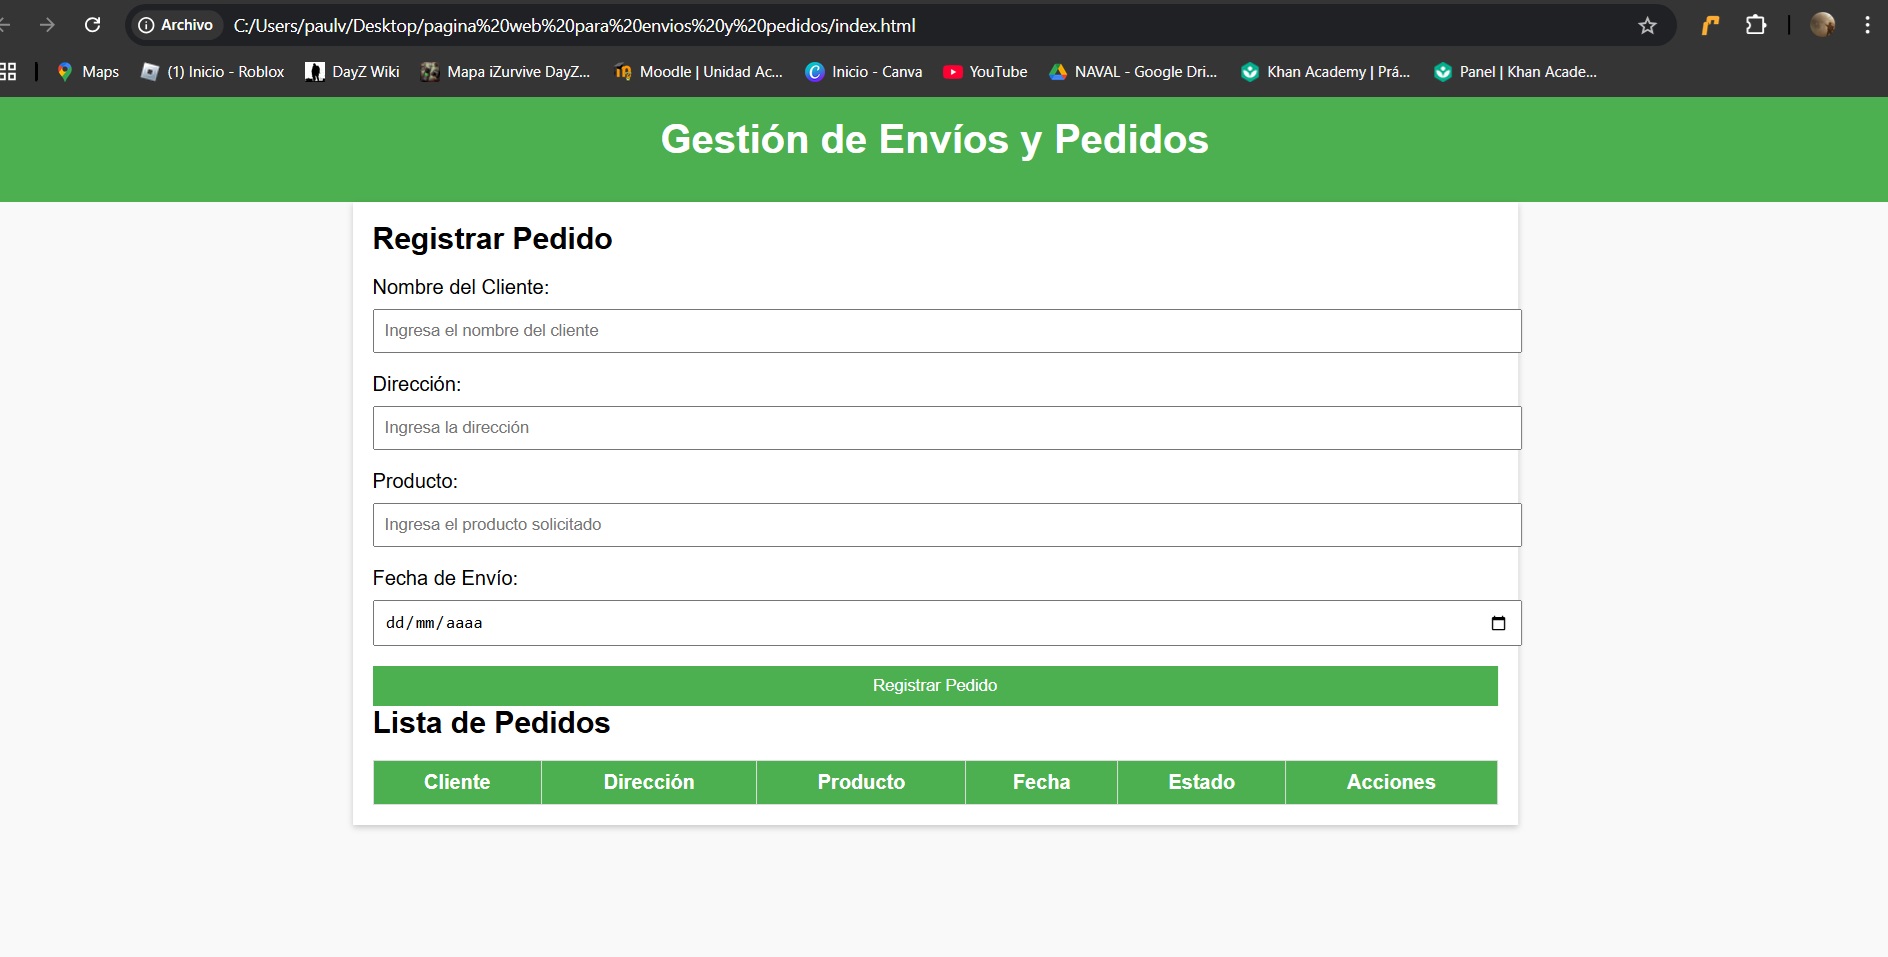 Archivo C:/Users/paulv/Desktop/pagina%20web%20para%20envios%20y%20pedidos/index.html
Maps (1) Inicio - Roblox DayZ Wiki Mapa iZurvive DayZ... Moodle | Unidad Ac... Inicio - Canva YouTube NAVAL - Google Dri... Khan Academy | Prá... Panel | Khan Acade...
Gestión de Envíos y Pedidos
Registrar Pedido
Nombre del Cliente:
Ingresa el nombre del cliente
Dirección:
Ingresa la dirección
Producto:
Ingresa el producto solicitado
Fecha de Envío:
dd/mm/aaaa
Registrar Pedido
Lista de Pedidos
Cliente Dirección Producto Fecha Estado Acciones